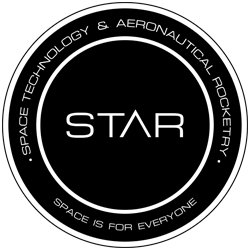 · SPACE TECHNOLOGY & AERONAUTICAL ROCKETRY ·
STAR
SPACE IS FOR EVERYONE